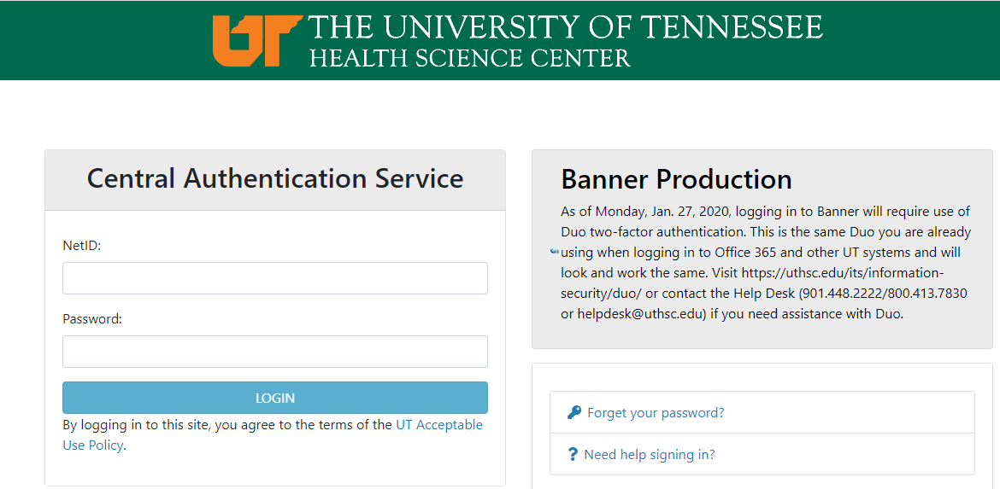 UT THE UNIVERSITY OF TENNESSEE
HEALTH SCIENCE CENTER
Central Authentication Service
NetID:
Password:
LOGIN
By logging in to this site, you agree to the terms of the UT Acceptable
Use Policy.
Banner Production
As of Monday, Jan. 27, 2020, logging in to Banner will require use of
Duo two-factor authentication. This is the same Duo you are already
using when logging in to Office 365 and other UT systems and will
look and work the same. Visit https://uthsc.edu/its/information-
security/duo/ or contact the Help Desk (901.448.2222/800.413.7830
or helpdesk@uthsc.edu) if you need assistance with Duo.
Forget your password?
? Need help signing in?